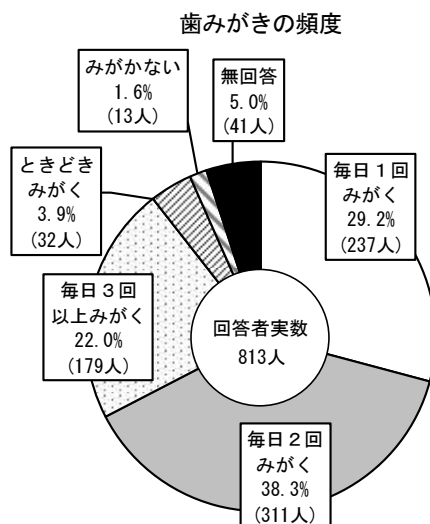 歯みがきの頻度
みがかない
1.6%
(13人)
無回答
5.0%
(41人)
毎日1回
みがく
29.2%
(237人)
ときどき
みがく
3.9%
(32人)
毎日3回
以上みがく
22.0%
(179人)
回答者実数
813人
毎日2回
みがく
38.3%
(311人)